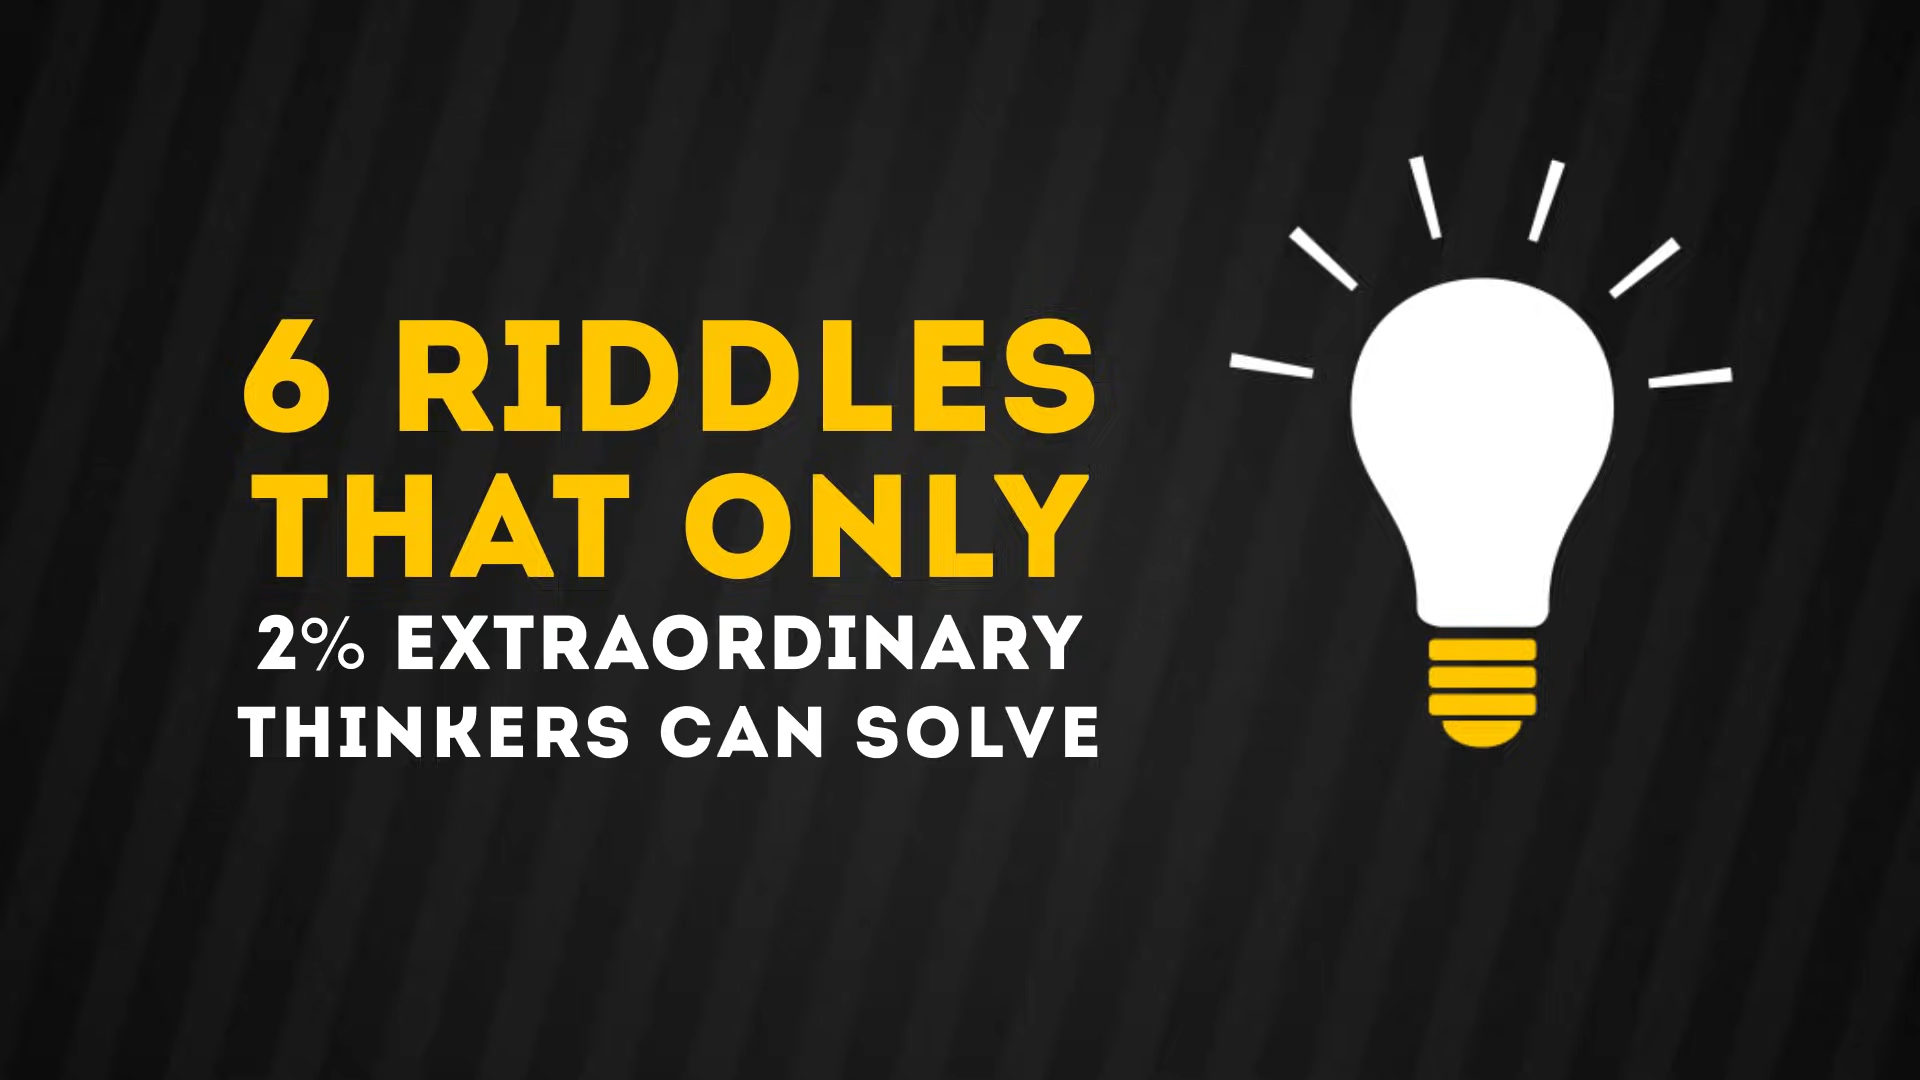 6 RIDDLES
THAT ONLY
2% EXTRAORDINARY
THINKERS CAN SOLVE